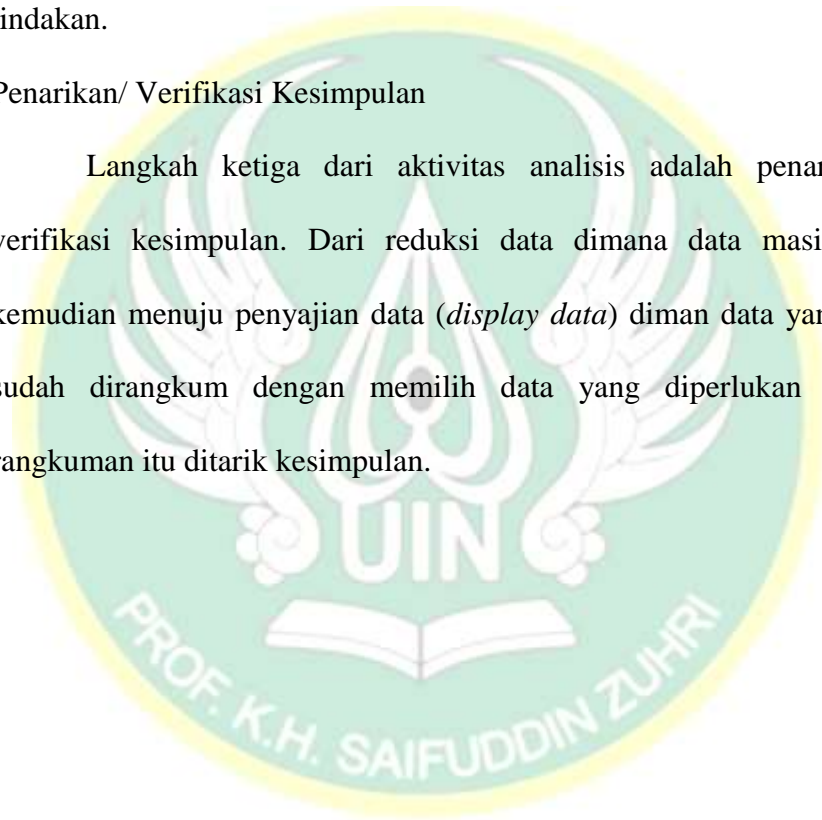 indakan.
Penarikan/ Verifikasi Kesimpulan
Langkah ketiga dari aktivitas analisis adalah penar
verifikasi kesimpulan. Dari reduksi data dimana data masi
kemudian menuju penyajian data (display data) diman data yan
sudah dirangkum dengan memilih data yang diperlukan
rangkuman itu ditarik kesimpulan.
UIN
PROF. K.H. SAIFUDDIN ZUHRI